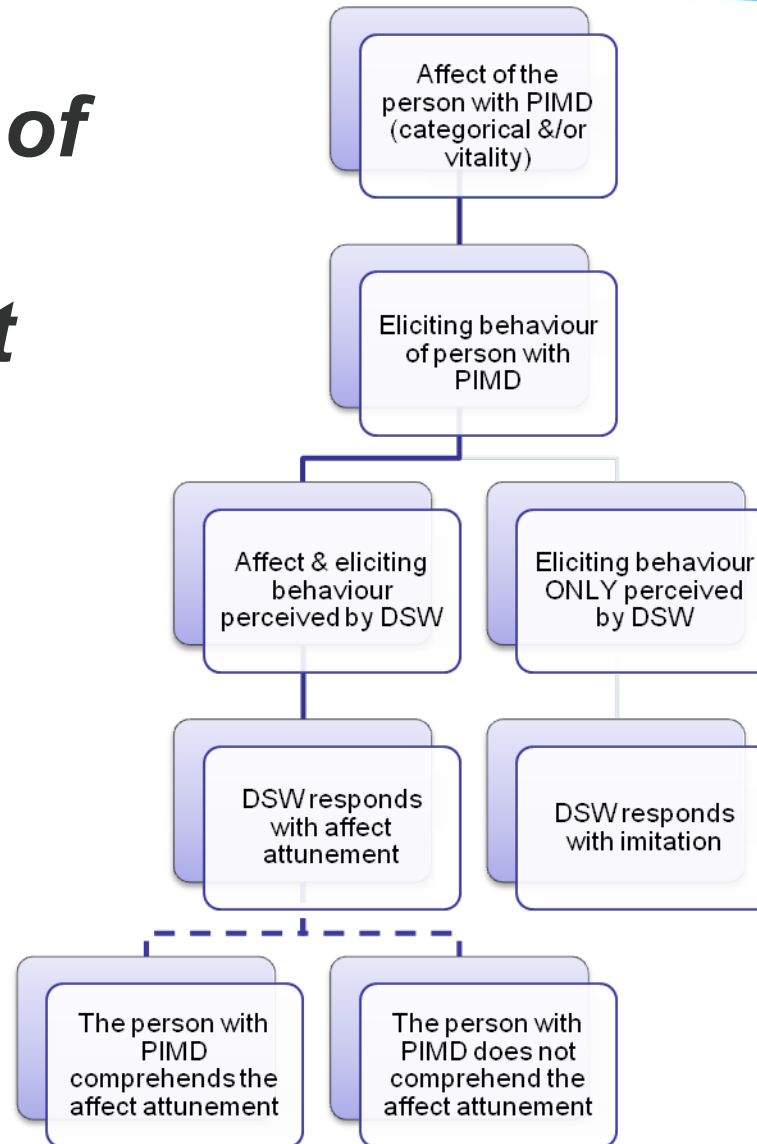 of
t
Affect of the
person with PIMD
(categorical &/or
vitality)
Eliciting behaviour
of person with
PIMD
Affect & eliciting
behaviour
perceived by DSW
Eliciting behaviour
ONLY perceived
by DSW
DSW responds
with affect
attunement
DSW responds
with imitation
The person with
PIMD
comprehends the
affect attunement
The person with
PIMD does not
comprehend the
affect attunement